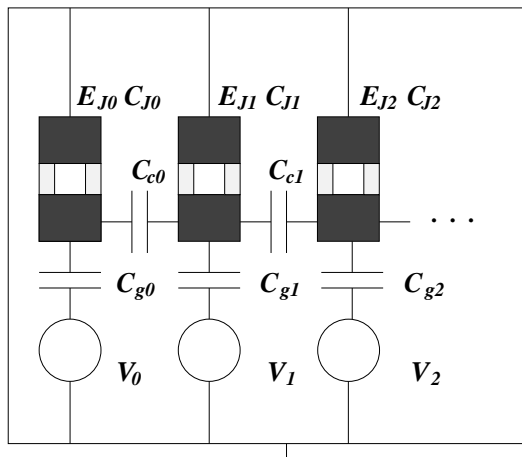 E_J0 C_J0 E_J1 C_J1 E_J2 C_J2
C_c0 C_c1
. . .
C_g0 C_g1 C_g2
V_0 V_1 V_2